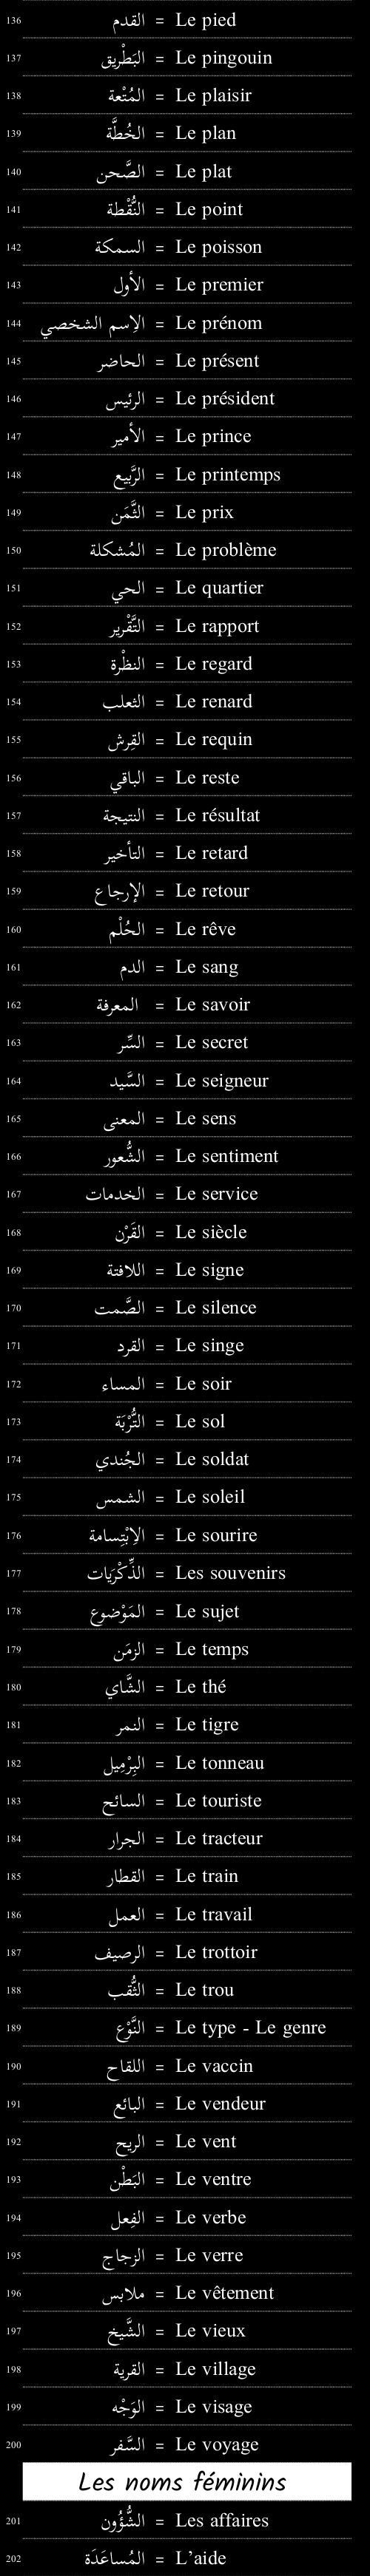 136 القدم = Le pied
137 البَطْريق = Le pingouin
138 المُتْعة = Le plaisir
139 الخُطَّة = Le plan
140 الصَّحن = Le plat
141 النُّقْطة = Le point
142 السمكة = Le poisson
143 الأول = Le premier
144 الاِسم الشخصي = Le prénom
145 الحاضر = Le présent
146 الرئيس = Le président
147 الأمير = Le prince
148 الرَّبيع = Le printemps
149 الثَّمَن = Le prix
150 المُشكلة = Le problème
151 الحي = Le quartier
152 التَّقْرير = Le rapport
153 النظْرة = Le regard
154 الثعلب = Le renard
155 القِرش = Le requin
156 الباقي = Le reste
157 النتيجة = Le résultat
158 التأخير = Le retard
159 الإرجاع = Le retour
160 الحُلْم = Le rêve
161 الدم = Le sang
162 المعرفة = Le savoir
163 السِّر = Le secret
164 السَّيد = Le seigneur
165 المعنى = Le sens
166 الشُّعور = Le sentiment
167 الخدمات = Le service
168 القَرْن = Le siècle
169 اللافتة = Le signe
170 الصَّمت = Le silence
171 القرد = Le singe
172 المساء = Le soir
173 التُّرْبَة = Le sol
174 الجُندي = Le soldat
175 الشمس = Le soleil
176 الاِبْتِسامة = Le sourire
177 الذِّكْرَيات = Les souvenirs
178 المَوْضوع = Le sujet
179 الزمَن = Le temps
180 الشَّاي = Le thé
181 النمر = Le tigre
182 البِرْمِيل = Le tonneau
183 السائح = Le touriste
184 الجرار = Le tracteur
185 القطار = Le train
186 العمل = Le travail
187 الرصيف = Le trottoir
188 الثُّقب = Le trou
189 النَّوْع = Le type - Le genre
190 اللقاح = Le vaccin
191 البائع = Le vendeur
192 الريح = Le vent
193 البَطْن = Le ventre
194 الفِعل = Le verbe
195 الزجاج = Le verre
196 ملابس = Le vêtement
197 الشَّيخ = Le vieux
198 القرية = Le village
199 الوَجْه = Le visage
200 السَّفر = Le voyage
Les noms féminins
201 الشُّؤُون = Les affaires
202 المُساعَدَة = L'aide